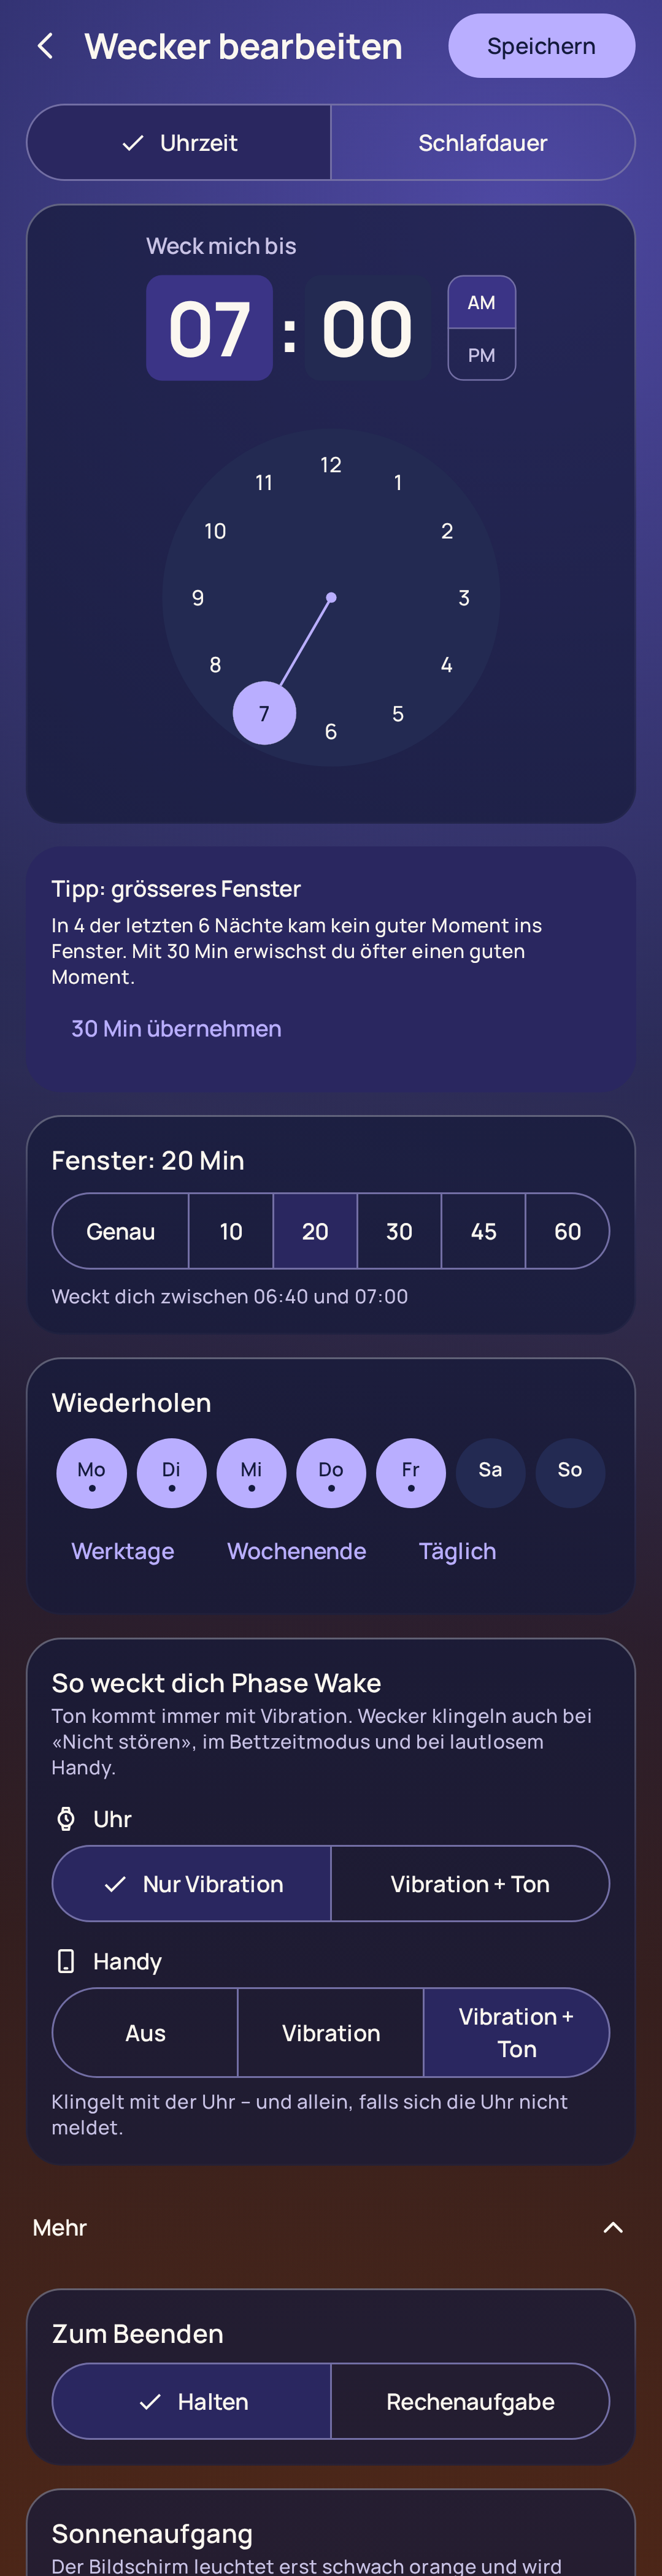 Wecker bearbeiten
Speichern
Uhrzeit
Schlafdauer
Weck mich bis
07 : 00
AM
PM
12
11
1
10
2
9
3
8
4
7
5
6
Tipp: grösseres Fenster
In 4 der letzten 6 Nächte kam kein guter Moment ins
Fenster. Mit 30 Min erwischst du öfter einen guten
Moment.
30 Min übernehmen
Fenster: 20 Min
Genau 10 20 30 45 60
Weckt dich zwischen 06:40 und 07:00
Wiederholen
Mo Di Mi Do Fr Sa So
Werktage Wochenende Täglich
So weckt dich Phase Wake
Ton kommt immer mit Vibration. Wecker klingeln auch bei
«Nicht stören», im Bettzeitmodus und bei lautlosem
Handy.
Uhr
Nur Vibration
Vibration + Ton
Handy
Aus
Vibration
Vibration +
Ton
Klingelt mit der Uhr – und allein, falls sich die Uhr nicht
meldet.
Mehr
Zum Beenden
Halten
Rechenaufgabe
Sonnenaufgang
Der Bildschirm leuchtet erst schwach orange und wird